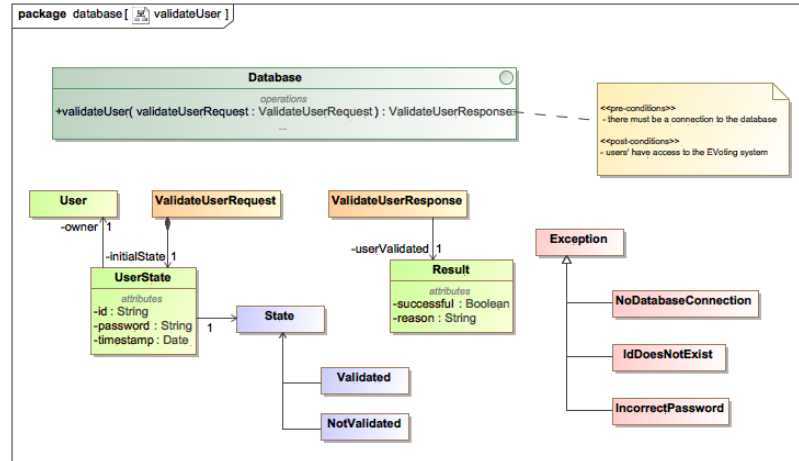 package database [ validateUser ]
Database
operations
+validateUser( validateUserRequest : ValidateUserRequest ) : ValidateUserResponse
...
<<pre-conditions>>
- there must be a connection to the database
<<post-conditions>>
- users' have access to the EVoting system
User
ValidateUserRequest
ValidateUserResponse
-owner 1
-initialState 1
-userValidated 1
Exception
UserState
attributes
-id : String
-password : String
-timestamp : Date
Result
attributes
-successful : Boolean
-reason : String
1
State
NoDatabaseConnection
IdDoesNotExist
Validated
IncorrectPassword
NotValidated